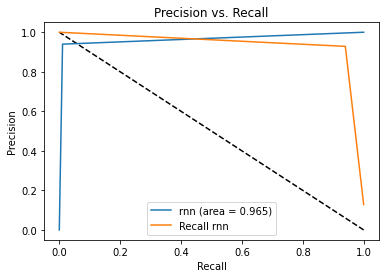 Precision vs. Recall
Precision
1.0
0.8
0.6
0.4
0.2
0.0
rnn (area = 0.965)
Recall rnn
0.0 0.2 0.4 0.6 0.8 1.0
Recall